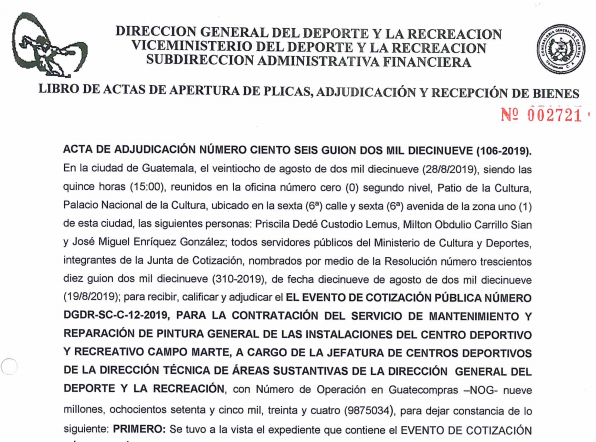 DIRECCION GENERAL DEL DEPORTE Y LA RECREACION
VICEMINISTERIO DEL DEPORTE Y LA RECREACION
SUBDIRECCION ADMINISTRATIVA FINANCIERA
LIBRO DE ACTAS DE APERTURA DE PLICAS, ADJUDICACIÓN Y RECEPCIÓN DE BIENES
Nº 002721
ACTA DE ADJUDICACIÓN NÚMERO CIENTO SEIS GUION DOS MIL DIECINUEVE (106-2019).
En la ciudad de Guatemala, el veintiocho de agosto de dos mil diecinueve (28/8/2019), siendo las
quince horas (15:00), reunidos en la oficina número cero (0) segundo nivel, Patio de la Cultura,
Palacio Nacional de la Cultura, ubicado en la sexta (6ª) calle y sexta (6ª) avenida de la zona uno (1)
de esta ciudad, las siguientes personas: Priscila Dedé Custodio Lemus, Milton Obdulio Carrillo Sian
y José Miguel Enríquez González; todos servidores públicos del Ministerio de Cultura y Deportes,
integrantes de la Junta de Cotización, nombrados por medio de la Resolución número trescientos
diez guion dos mil diecinueve (310-2019), de fecha diecinueve de agosto de dos mil diecinueve
(19/8/2019); para recibir, calificar y adjudicar el EL EVENTO DE COTIZACIÓN PÚBLICA NÚMERO
DGDR-SC-C-12-2019, PARA LA CONTRATACIÓN DEL SERVICIO DE MANTENIMIENTO Y
REPARACIÓN DE PINTURA GENERAL DE LAS INSTALACIONES DEL CENTRO DEPORTIVO
Y RECREATIVO CAMPO MARTE, A CARGO DE LA JEFATURA DE CENTROS DEPORTIVOS
DE LA DIRECCIÓN TÉCNICA DE ÁREAS SUSTANTIVAS DE LA DIRECCIÓN GENERAL DEL
DEPORTE Y LA RECREACIÓN, con Número de Operación en Guatecompras –NOG- nueve
millones, ochocientos setenta y cinco mil, treinta y cuatro (9875034), para dejar constancia de lo
siguiente: PRIMERO: Se tuvo a la vista el expediente que contiene el EVENTO DE COTIZACIÓN